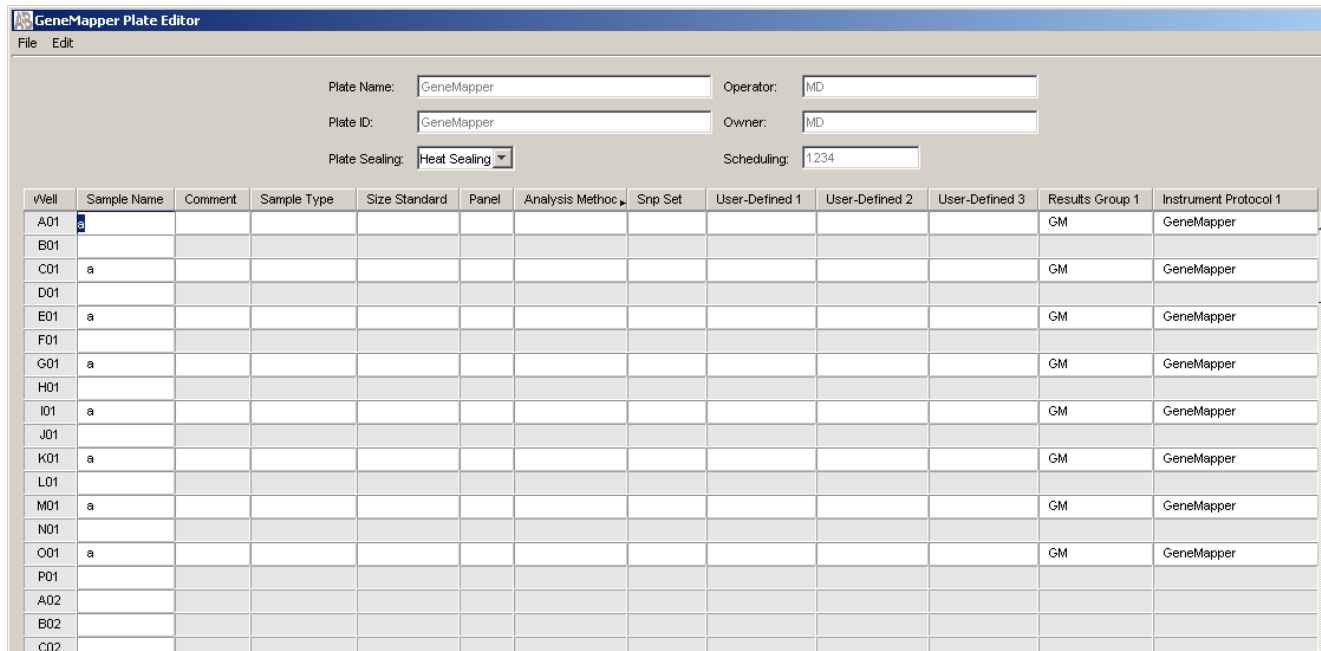 AB GeneMapper Plate Editor
File Edit
Plate Name: GeneMapper Operator: MD
Plate ID: GeneMapper Owner: MD
Plate Sealing: Heat Sealing Scheduling: 1234
Well Sample Name Comment Sample Type Size Standard Panel Analysis Methoc Snp Set User-Defined 1 User-Defined 2 User-Defined 3 Results Group 1 Instrument Protocol 1
A01 a GM GeneMapper
B01
C01 a GM GeneMapper
D01
E01 a GM GeneMapper
F01
G01 a GM GeneMapper
H01
I01 a GM GeneMapper
J01
K01 a GM GeneMapper
L01
M01 a GM GeneMapper
N01
O01 a GM GeneMapper
P01
A02
B02
C02